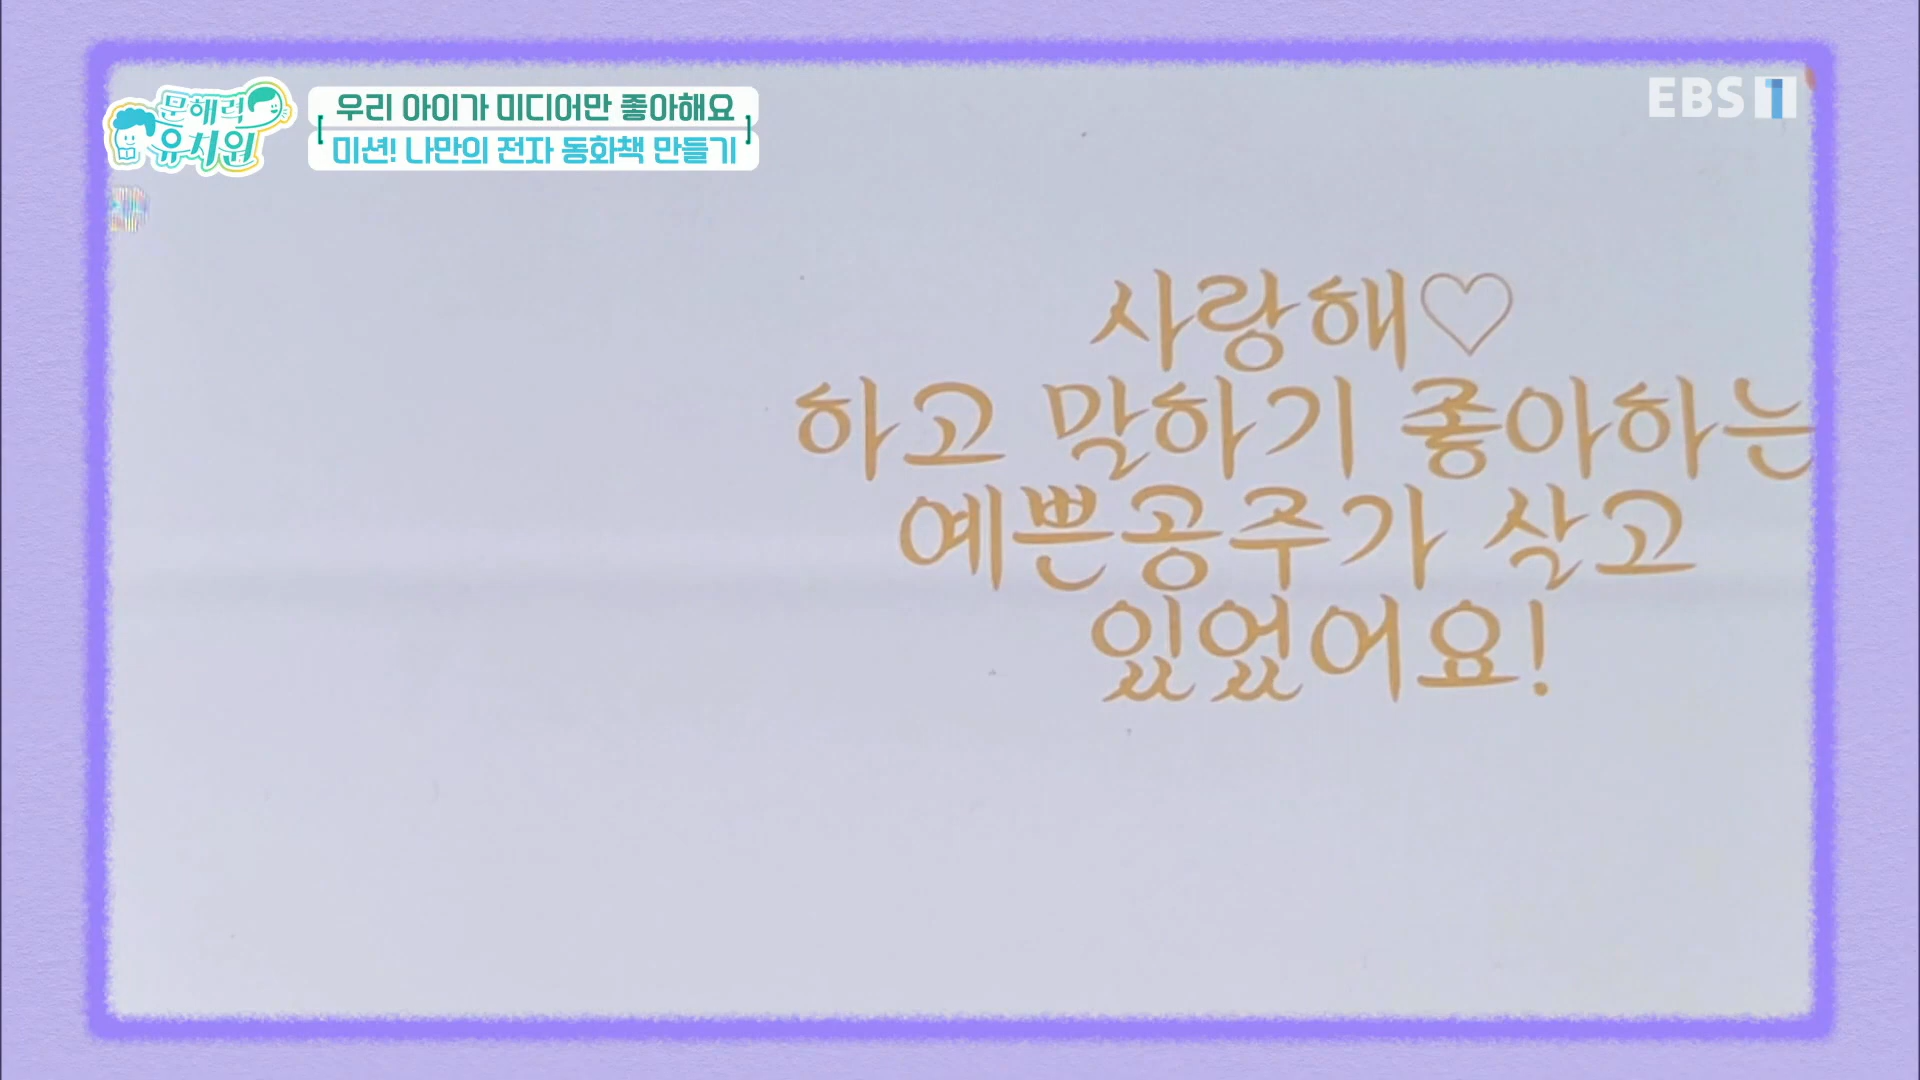 문해력
유치원
우리 아이가 미디어만 좋아해요
미션! 나만의 전자 동화책 만들기
EBS 1
사랑해♡
하고 말하기 좋아하는
예쁜공주가 살고
있었어요!